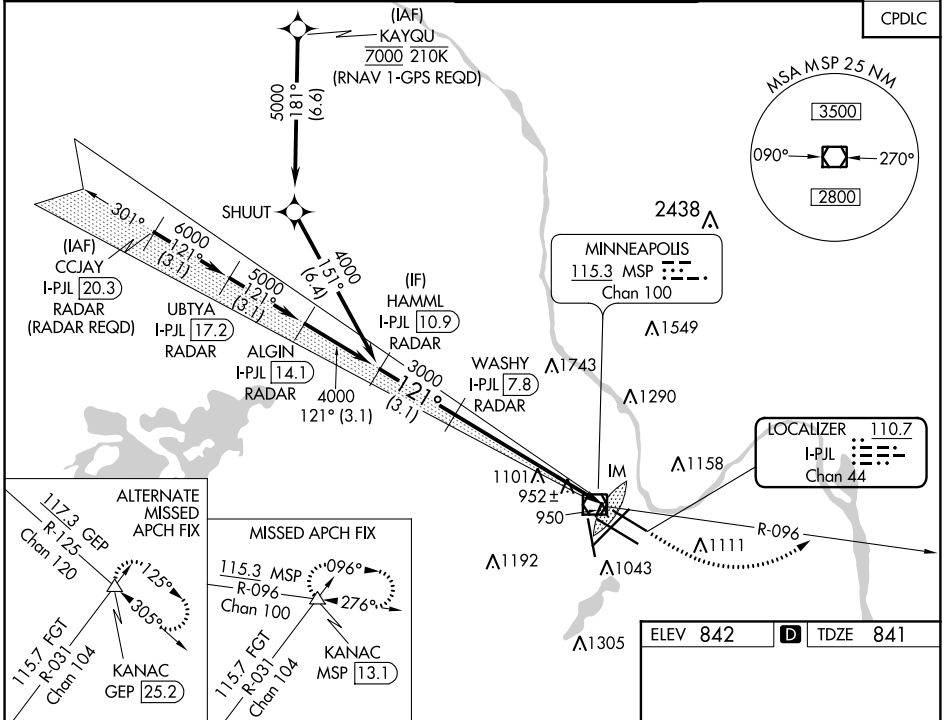 CPDLC
(IAF)
KAYQU
7000 210K
(RNAV 1-GPS REQD)
5000
181°
(6.6)
MSA MSP 25 NM
3500
090°
270°
2800
SHUUT
2438
4000
151°
(6.4)
301°
6000
121°
(3.1)
5000
121°
(3.1)
(IAF)
CCJAY
I-PJL 20.3
RADAR
(RADAR REQD)
UBTYA
I-PJL 17.2
RADAR
ALGIN
I-PJL 14.1
RADAR
4000
121° (3.1)
(IF)
HAMML
I-PJL 10.9
RADAR
3000
121°
(3.1)
WASHY
I-PJL 7.8
RADAR
MINNEAPOLIS
115.3 MSP
Chan 100
1549
1743
1290
1158
LOCALIZER 110.7
I-PJL
Chan 44
1101
952±
950
IM
R-096
1111
1192
1043
1305
ALTERNATE
MISSED
APCH FIX
117.3 GEP
R-125
Chan 120
125°
305°
115.7 FGT
R-031
Chan 104
KANAC
GEP 25.2
MISSED APCH FIX
115.3 MSP
R-096
Chan 100
096°
276°
115.7 FGT
R-031
Chan 104
KANAC
MSP 13.1
ELEV 842 D TDZE 841